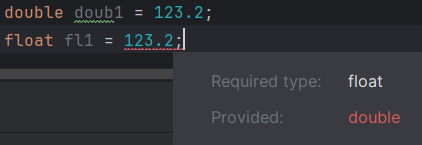 double doub1 = 123.2;
float fl1 = 123.2;
Required type: float
Provided: double